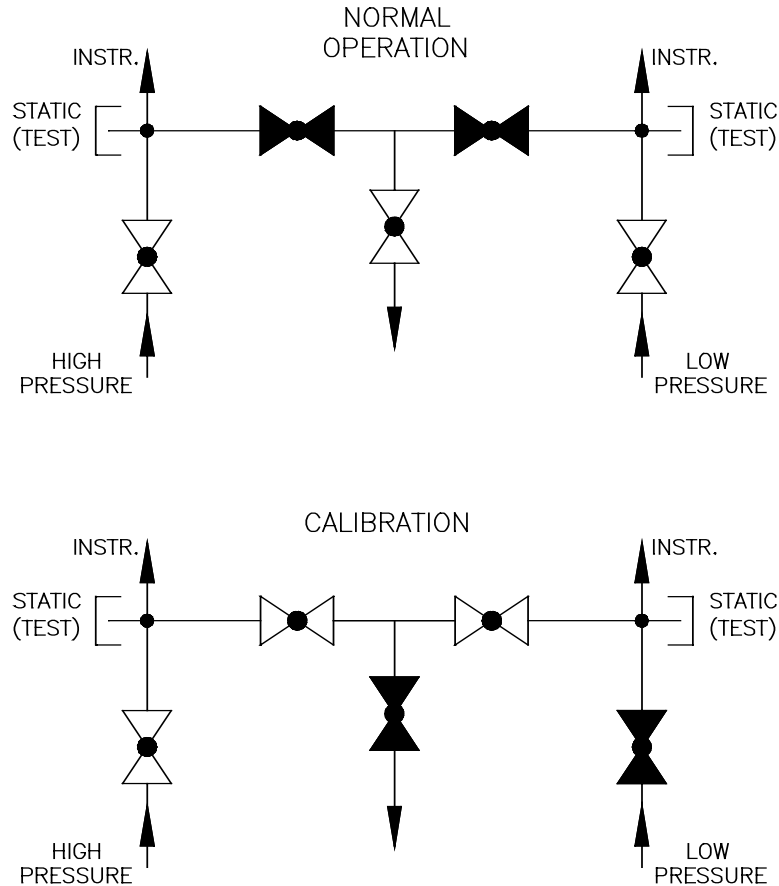 NORMAL
OPERATION
INSTR.
INSTR.
STATIC
(TEST)
STATIC
(TEST)
HIGH
PRESSURE
LOW
PRESSURE
CALIBRATION
INSTR.
INSTR.
STATIC
(TEST)
STATIC
(TEST)
HIGH
PRESSURE
LOW
PRESSURE